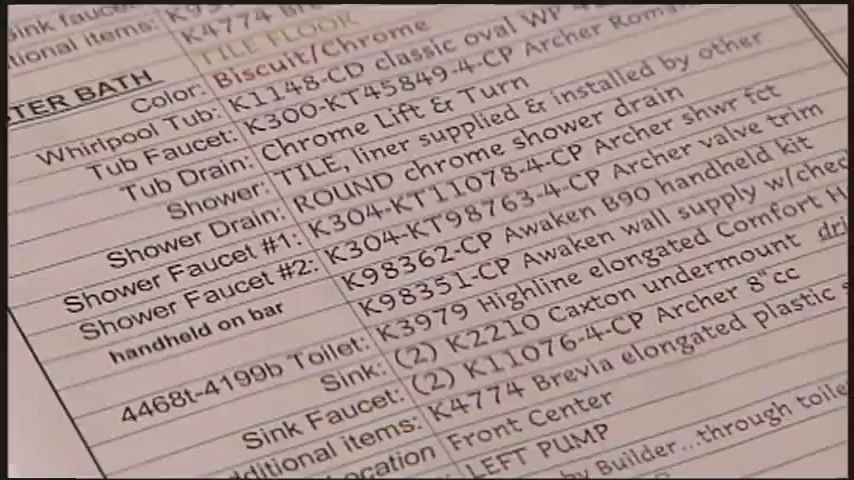 sink faucet
tional items: K4774 Bre
TILE FLOOR
TER BATH
Color: Biscuit/Chrome
Whirlpool Tub: K1148-CD classic oval WP
Tub Faucet: K300-KT45849-4-CP Archer Roma
Tub Drain: Chrome Lift & Turn
Shower: TILE, liner supplied & installed by other
Shower Drain: ROUND chrome shower drain
Shower Faucet #1: K304-KT11078-4-CP Archer shwr fct
Shower Faucet #2: K304-KT98763-4-CP Archer valve trim
handheld on bar K98362-CP Awaken B90 handheld kit
K98351-CP Awaken wall supply w/chec
4468t-4199b Toilet: K3979 Highline elongated Comfort H
Sink: (2) K2210 Caxton undermount dri
Sink Faucet: (2) K11076-4-CP Archer 8"cc
dditional items: K4774 Brevia elongated plastic s
Location Front Center
LEFT PUMP
by Builder...through toile